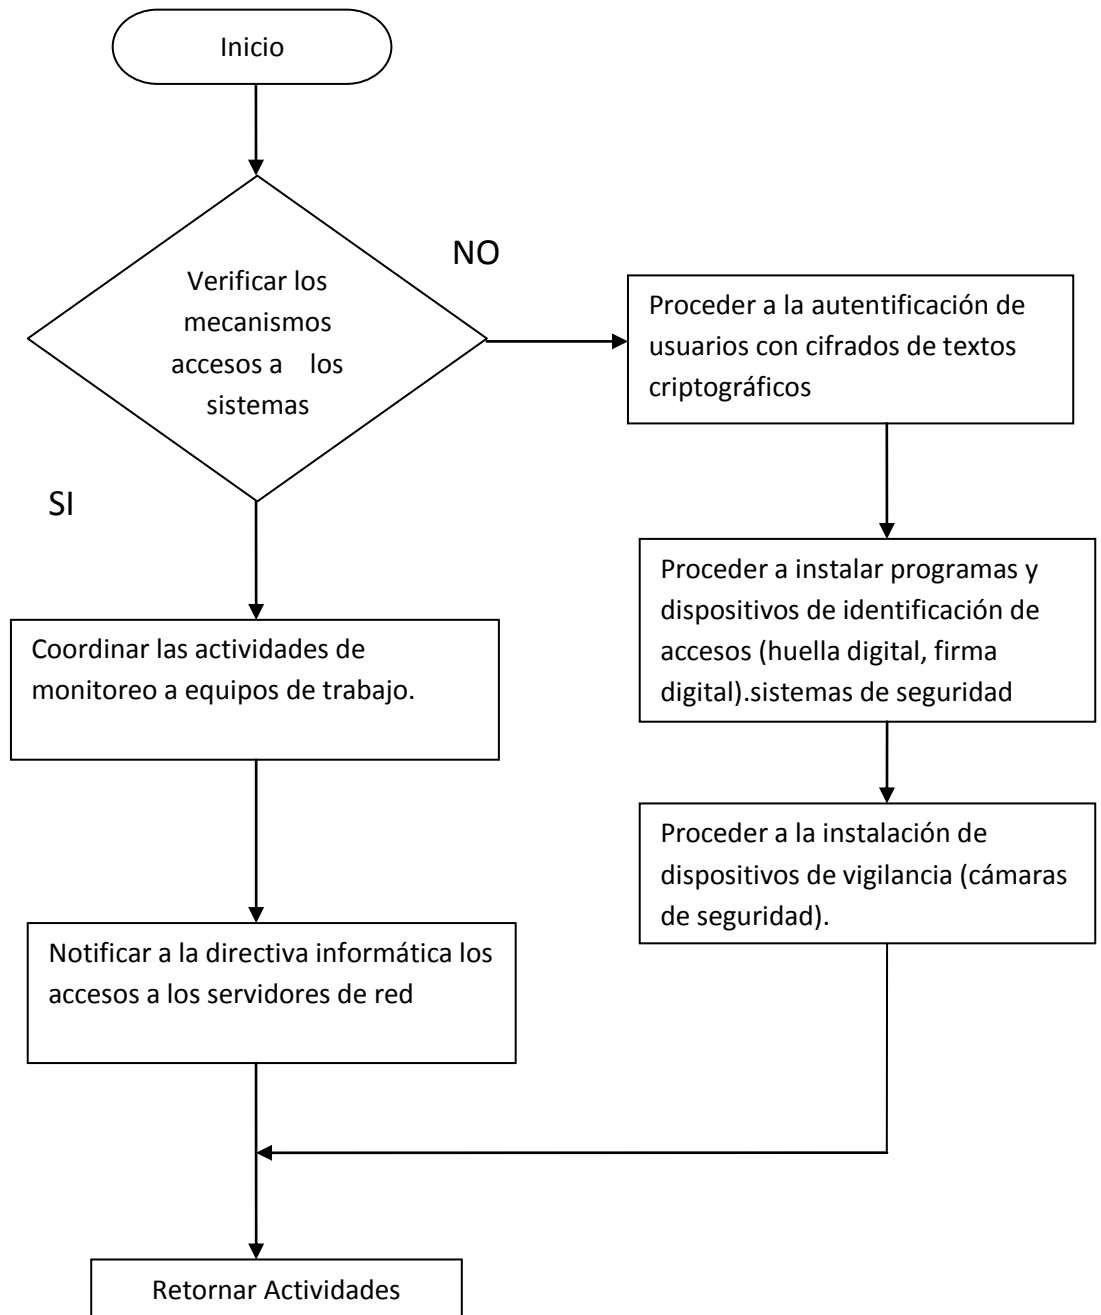 Inicio
NO
Verificar los
mecanismos
accesos a los
sistemas
SI
Proceder a la autentificación de
usuarios con cifrados de textos
criptográficos
Proceder a instalar programas y
dispositivos de identificación de
accesos (huella digital, firma
digital).sistemas de seguridad
Coordinar las actividades de
monitoreo a equipos de trabajo.
Proceder a la instalación de
dispositivos de vigilancia (cámaras
de seguridad).
Notificar a la directiva informática los
accesos a los servidores de red
Retornar Actividades